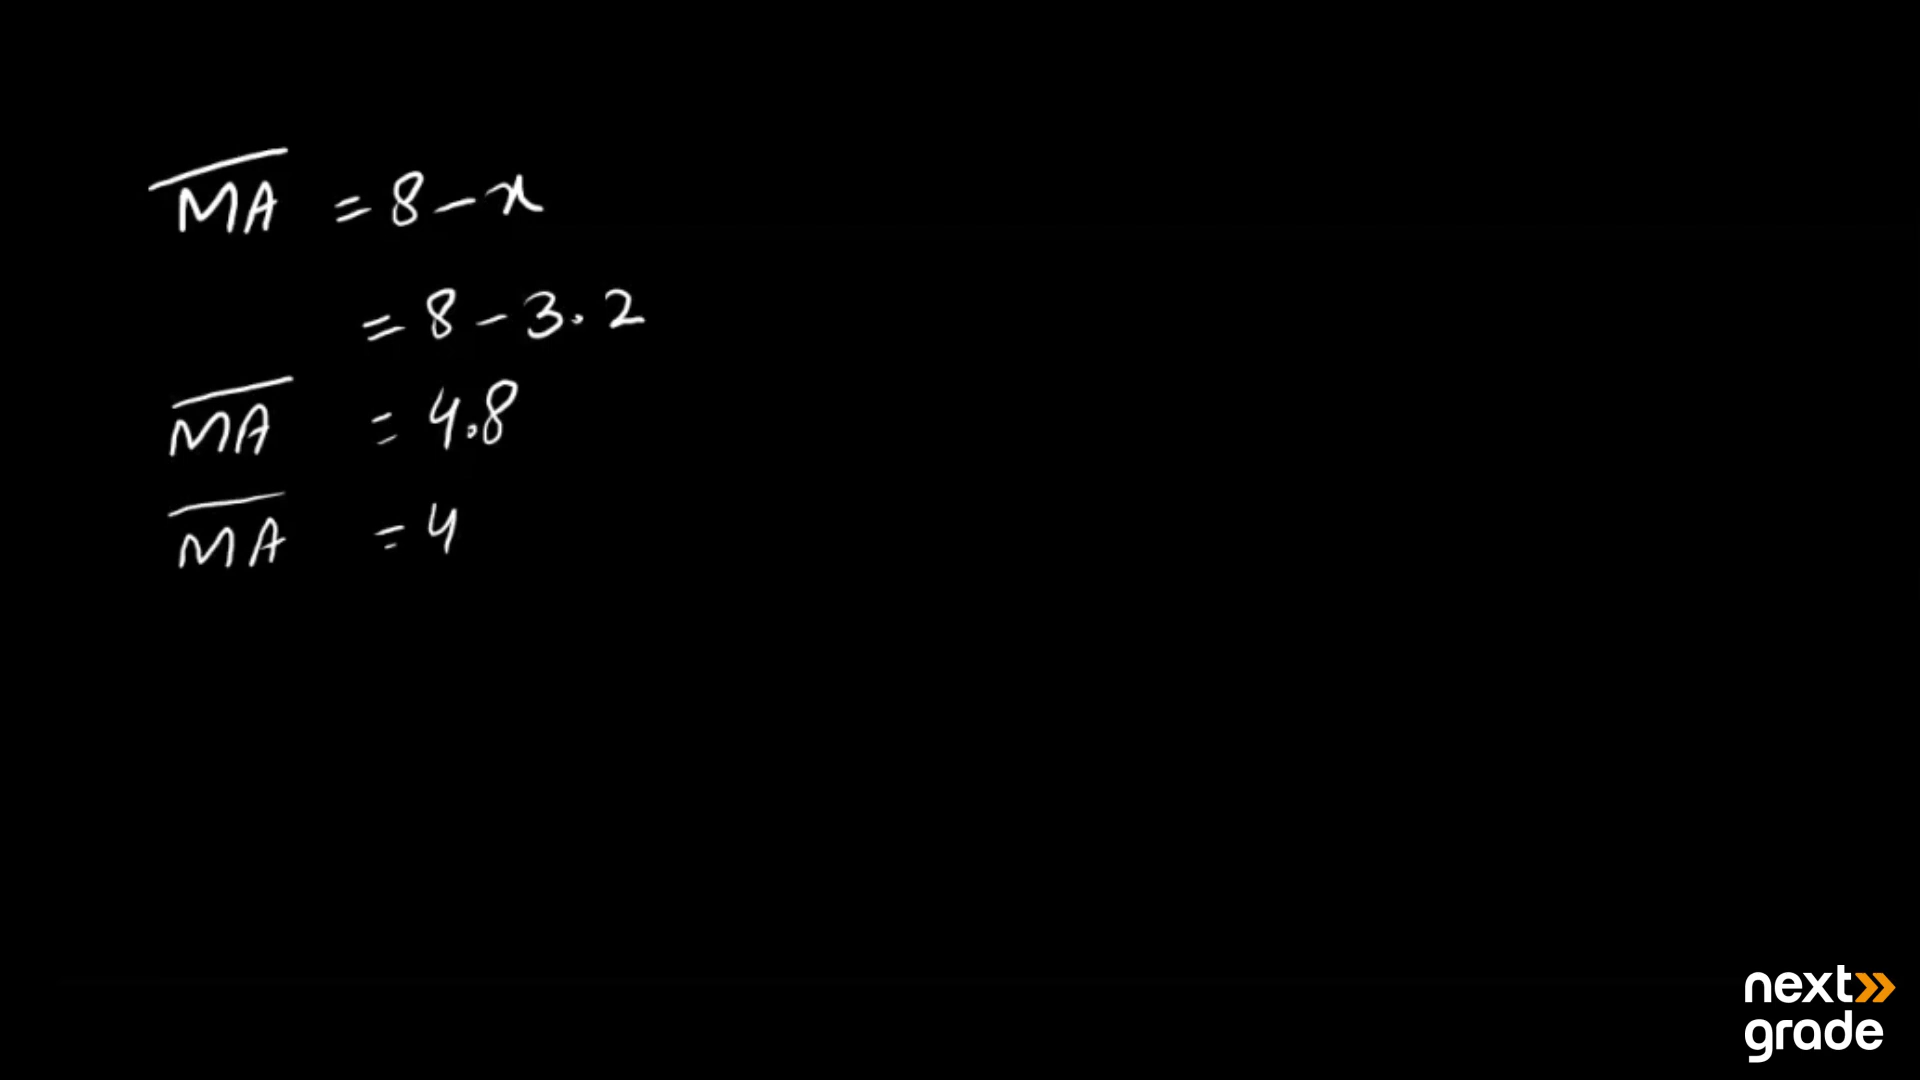 MA = 8 - x
= 8 - 3.2
MA = 4.8
MA = 4
next
grade